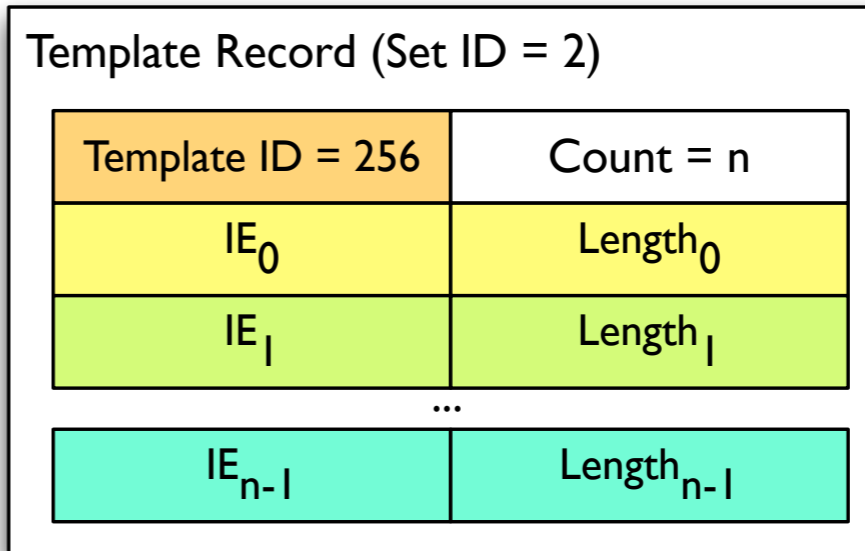 Template Record (Set ID = 2)
Template ID = 256 Count = n
IE0 Length0
IE1 Length1
...
IEn-1 Lengthn-1